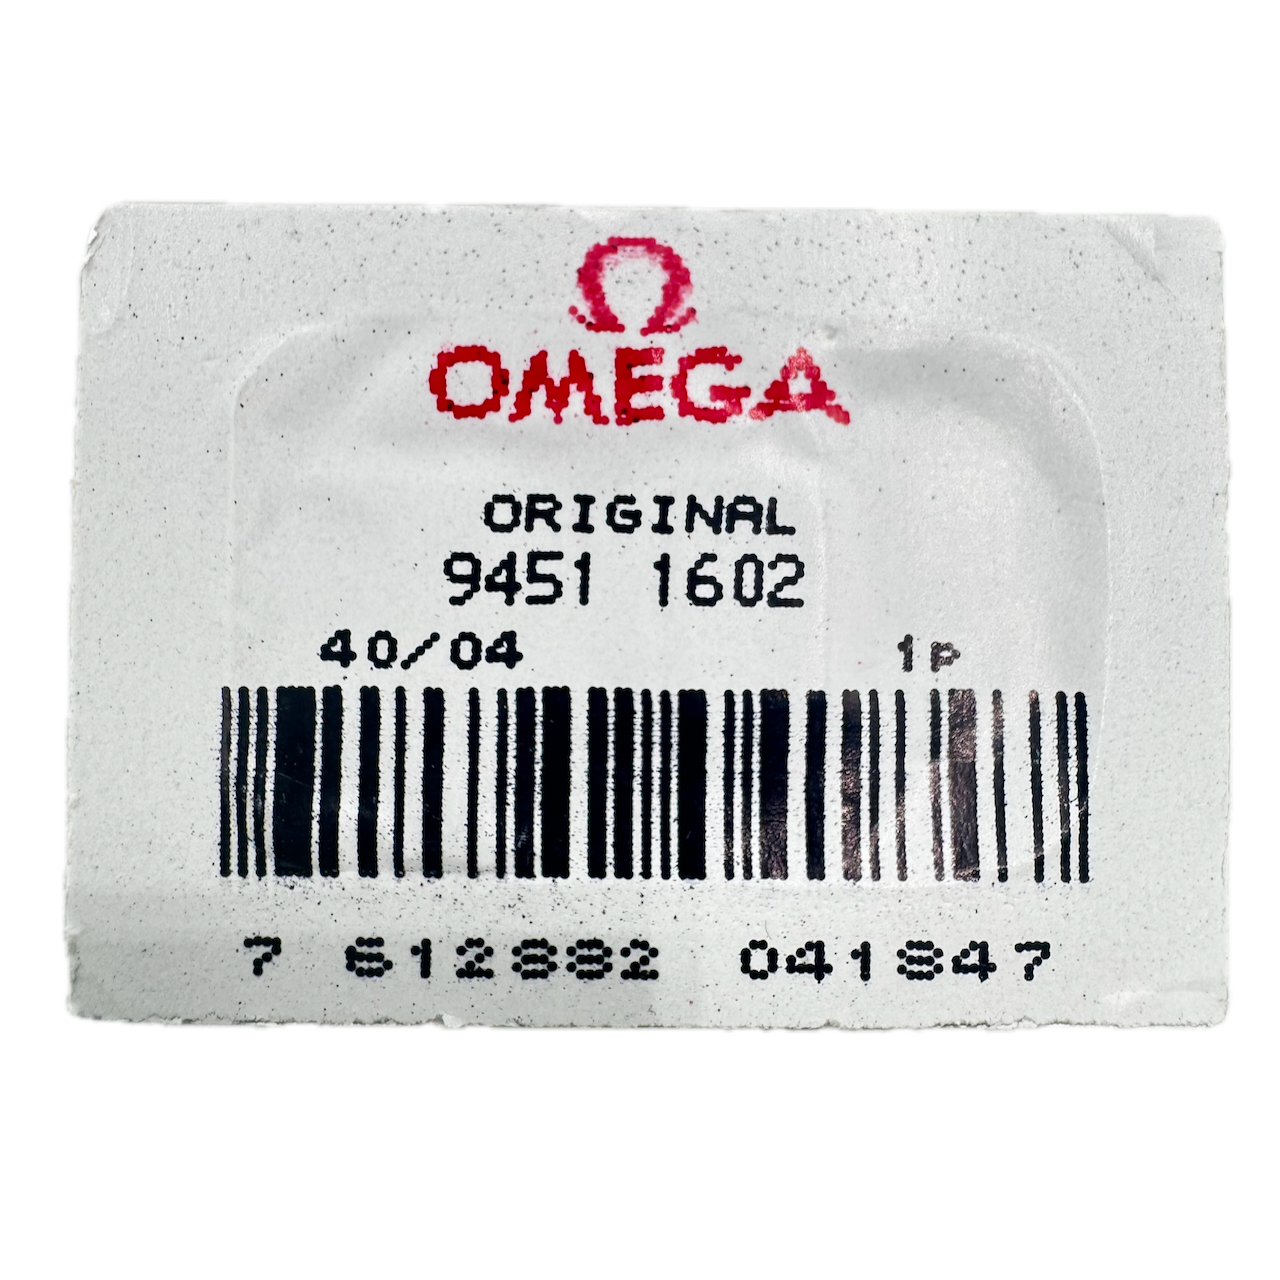 Ω
OMEGA
ORIGINAL
9451 1602
40/04 1P
7 612882 041847